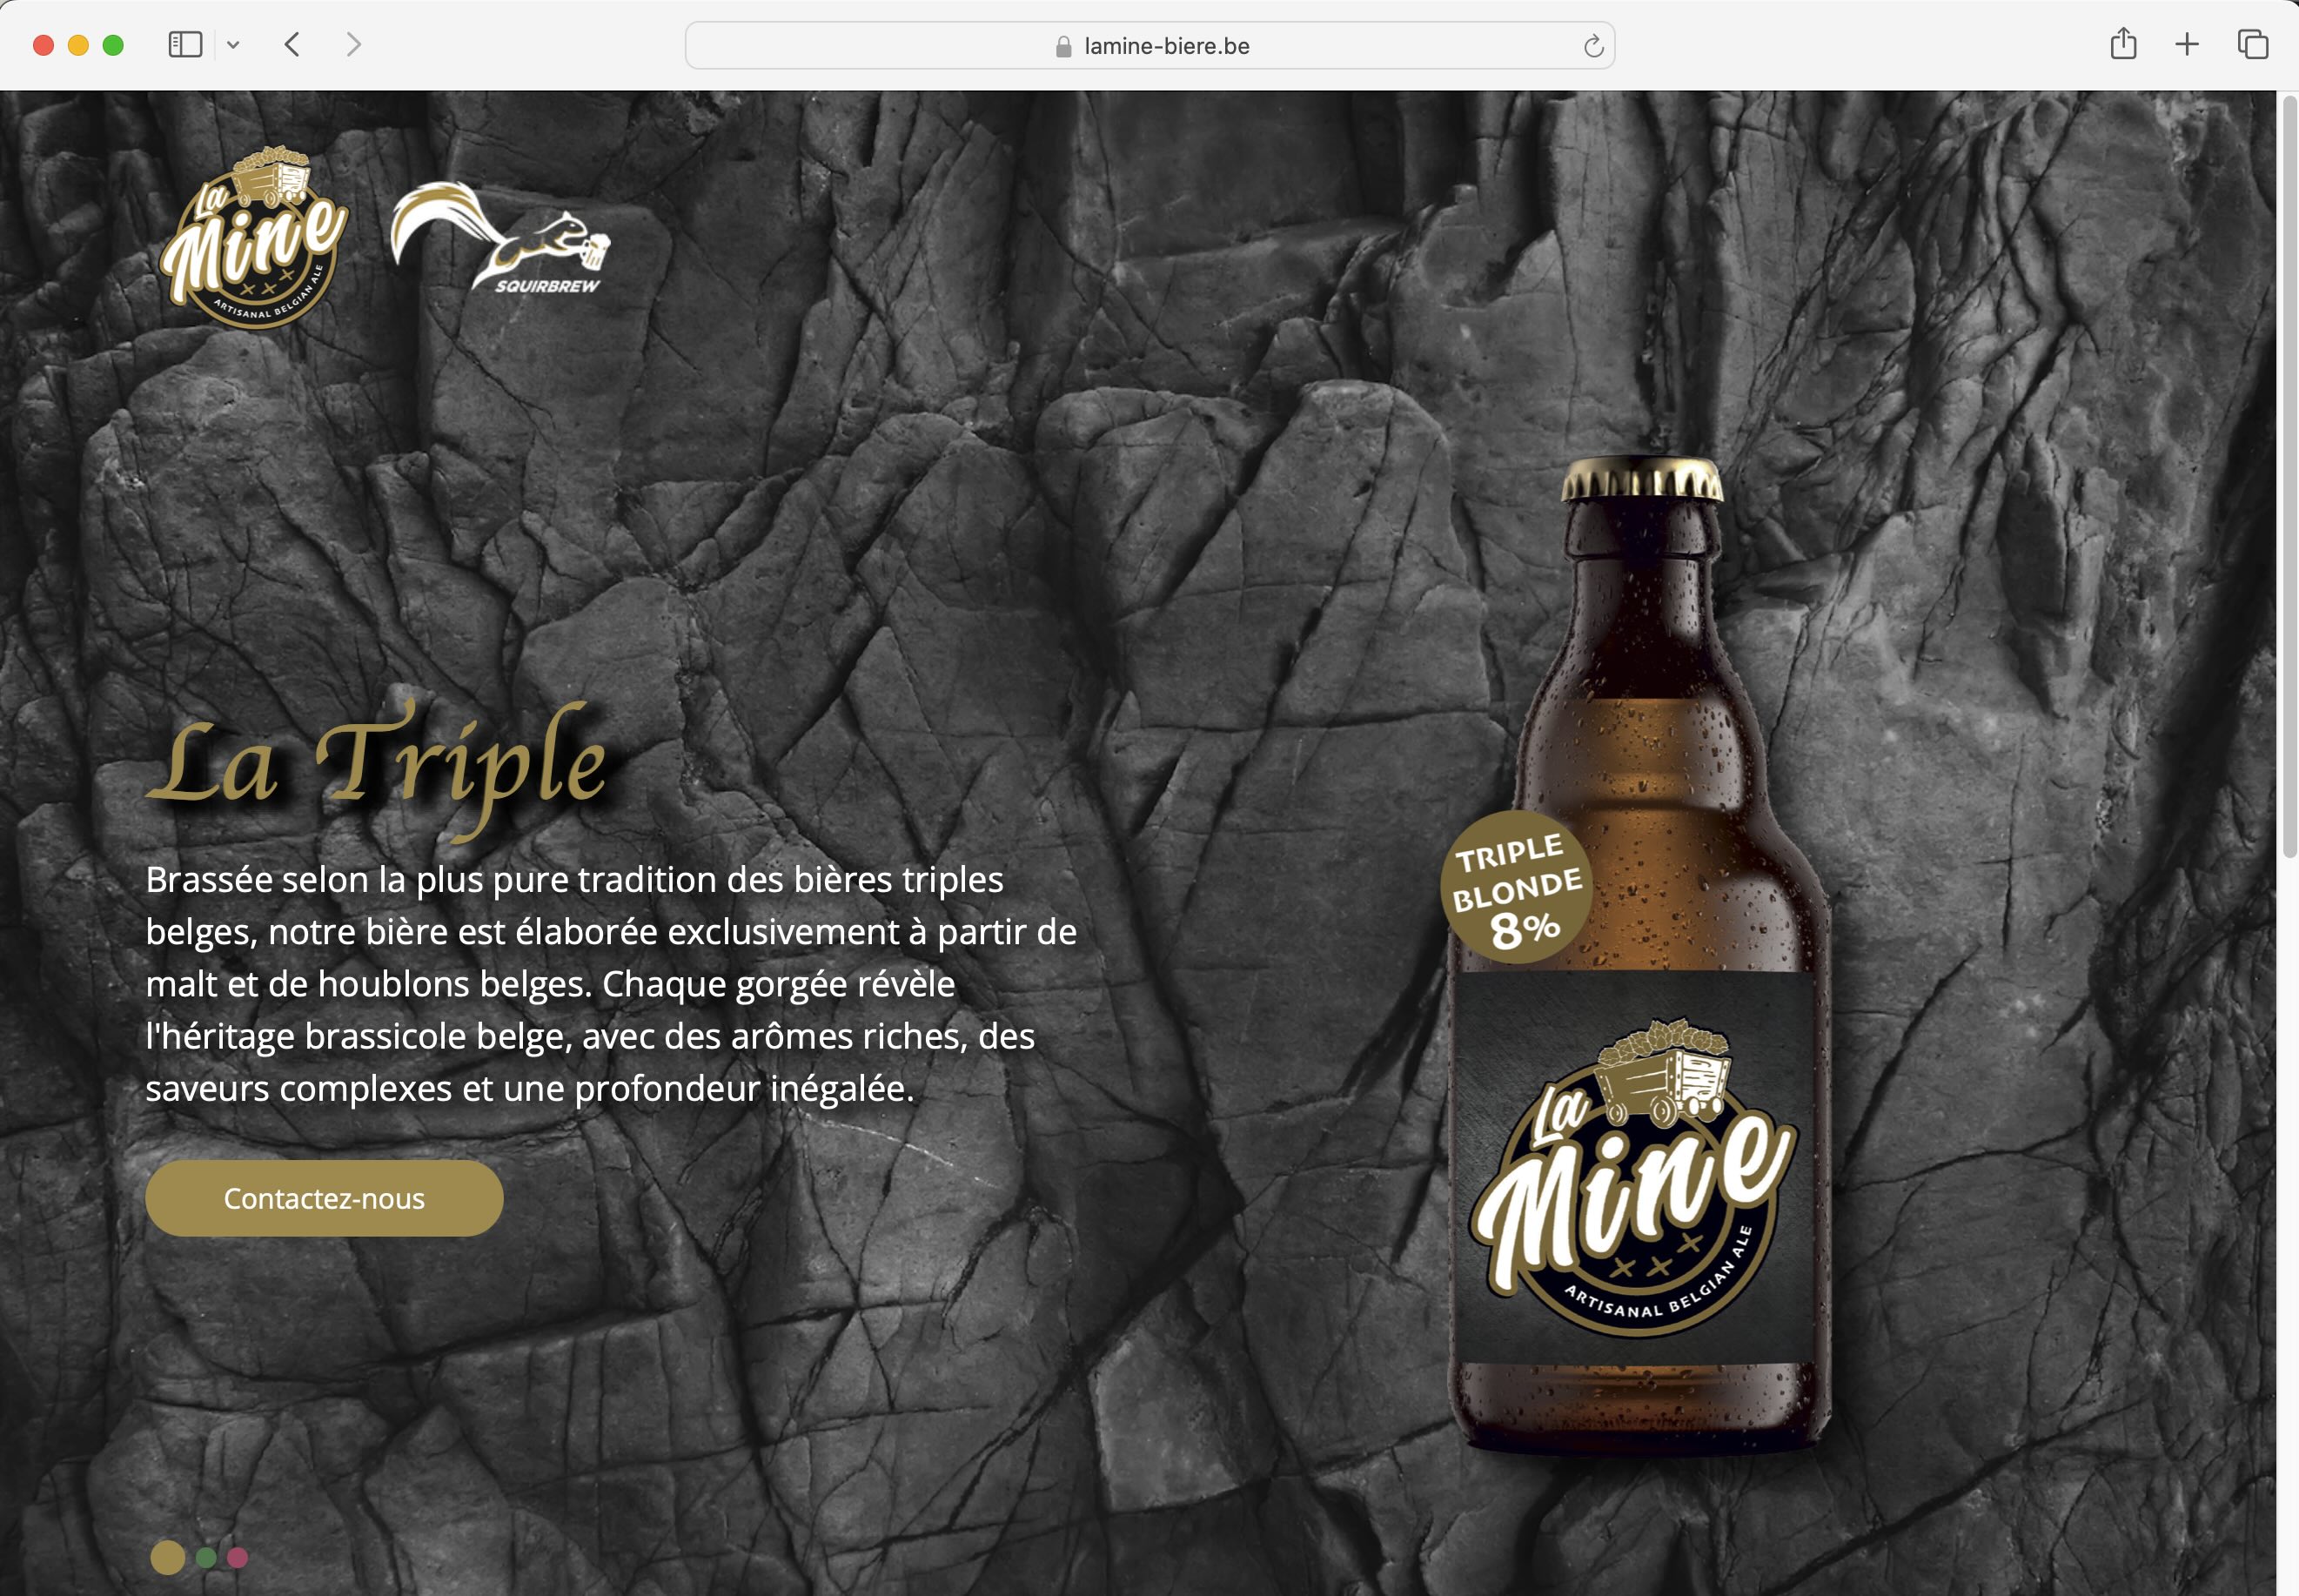 lamine-biere.be
La
Mine
ARTISANAL BELGIAN ALE
SQUIRBREW
La Triple
Brassée selon la plus pure tradition des bières triples
belges, notre bière est élaborée exclusivement à partir de
malt et de houblons belges. Chaque gorgée révèle
l'héritage brassicole belge, avec des arômes riches, des
saveurs complexes et une profondeur inégalée.
Contactez-nous
TRIPLE
BLONDE
8%
La
Mine
ARTISANAL BELGIAN ALE